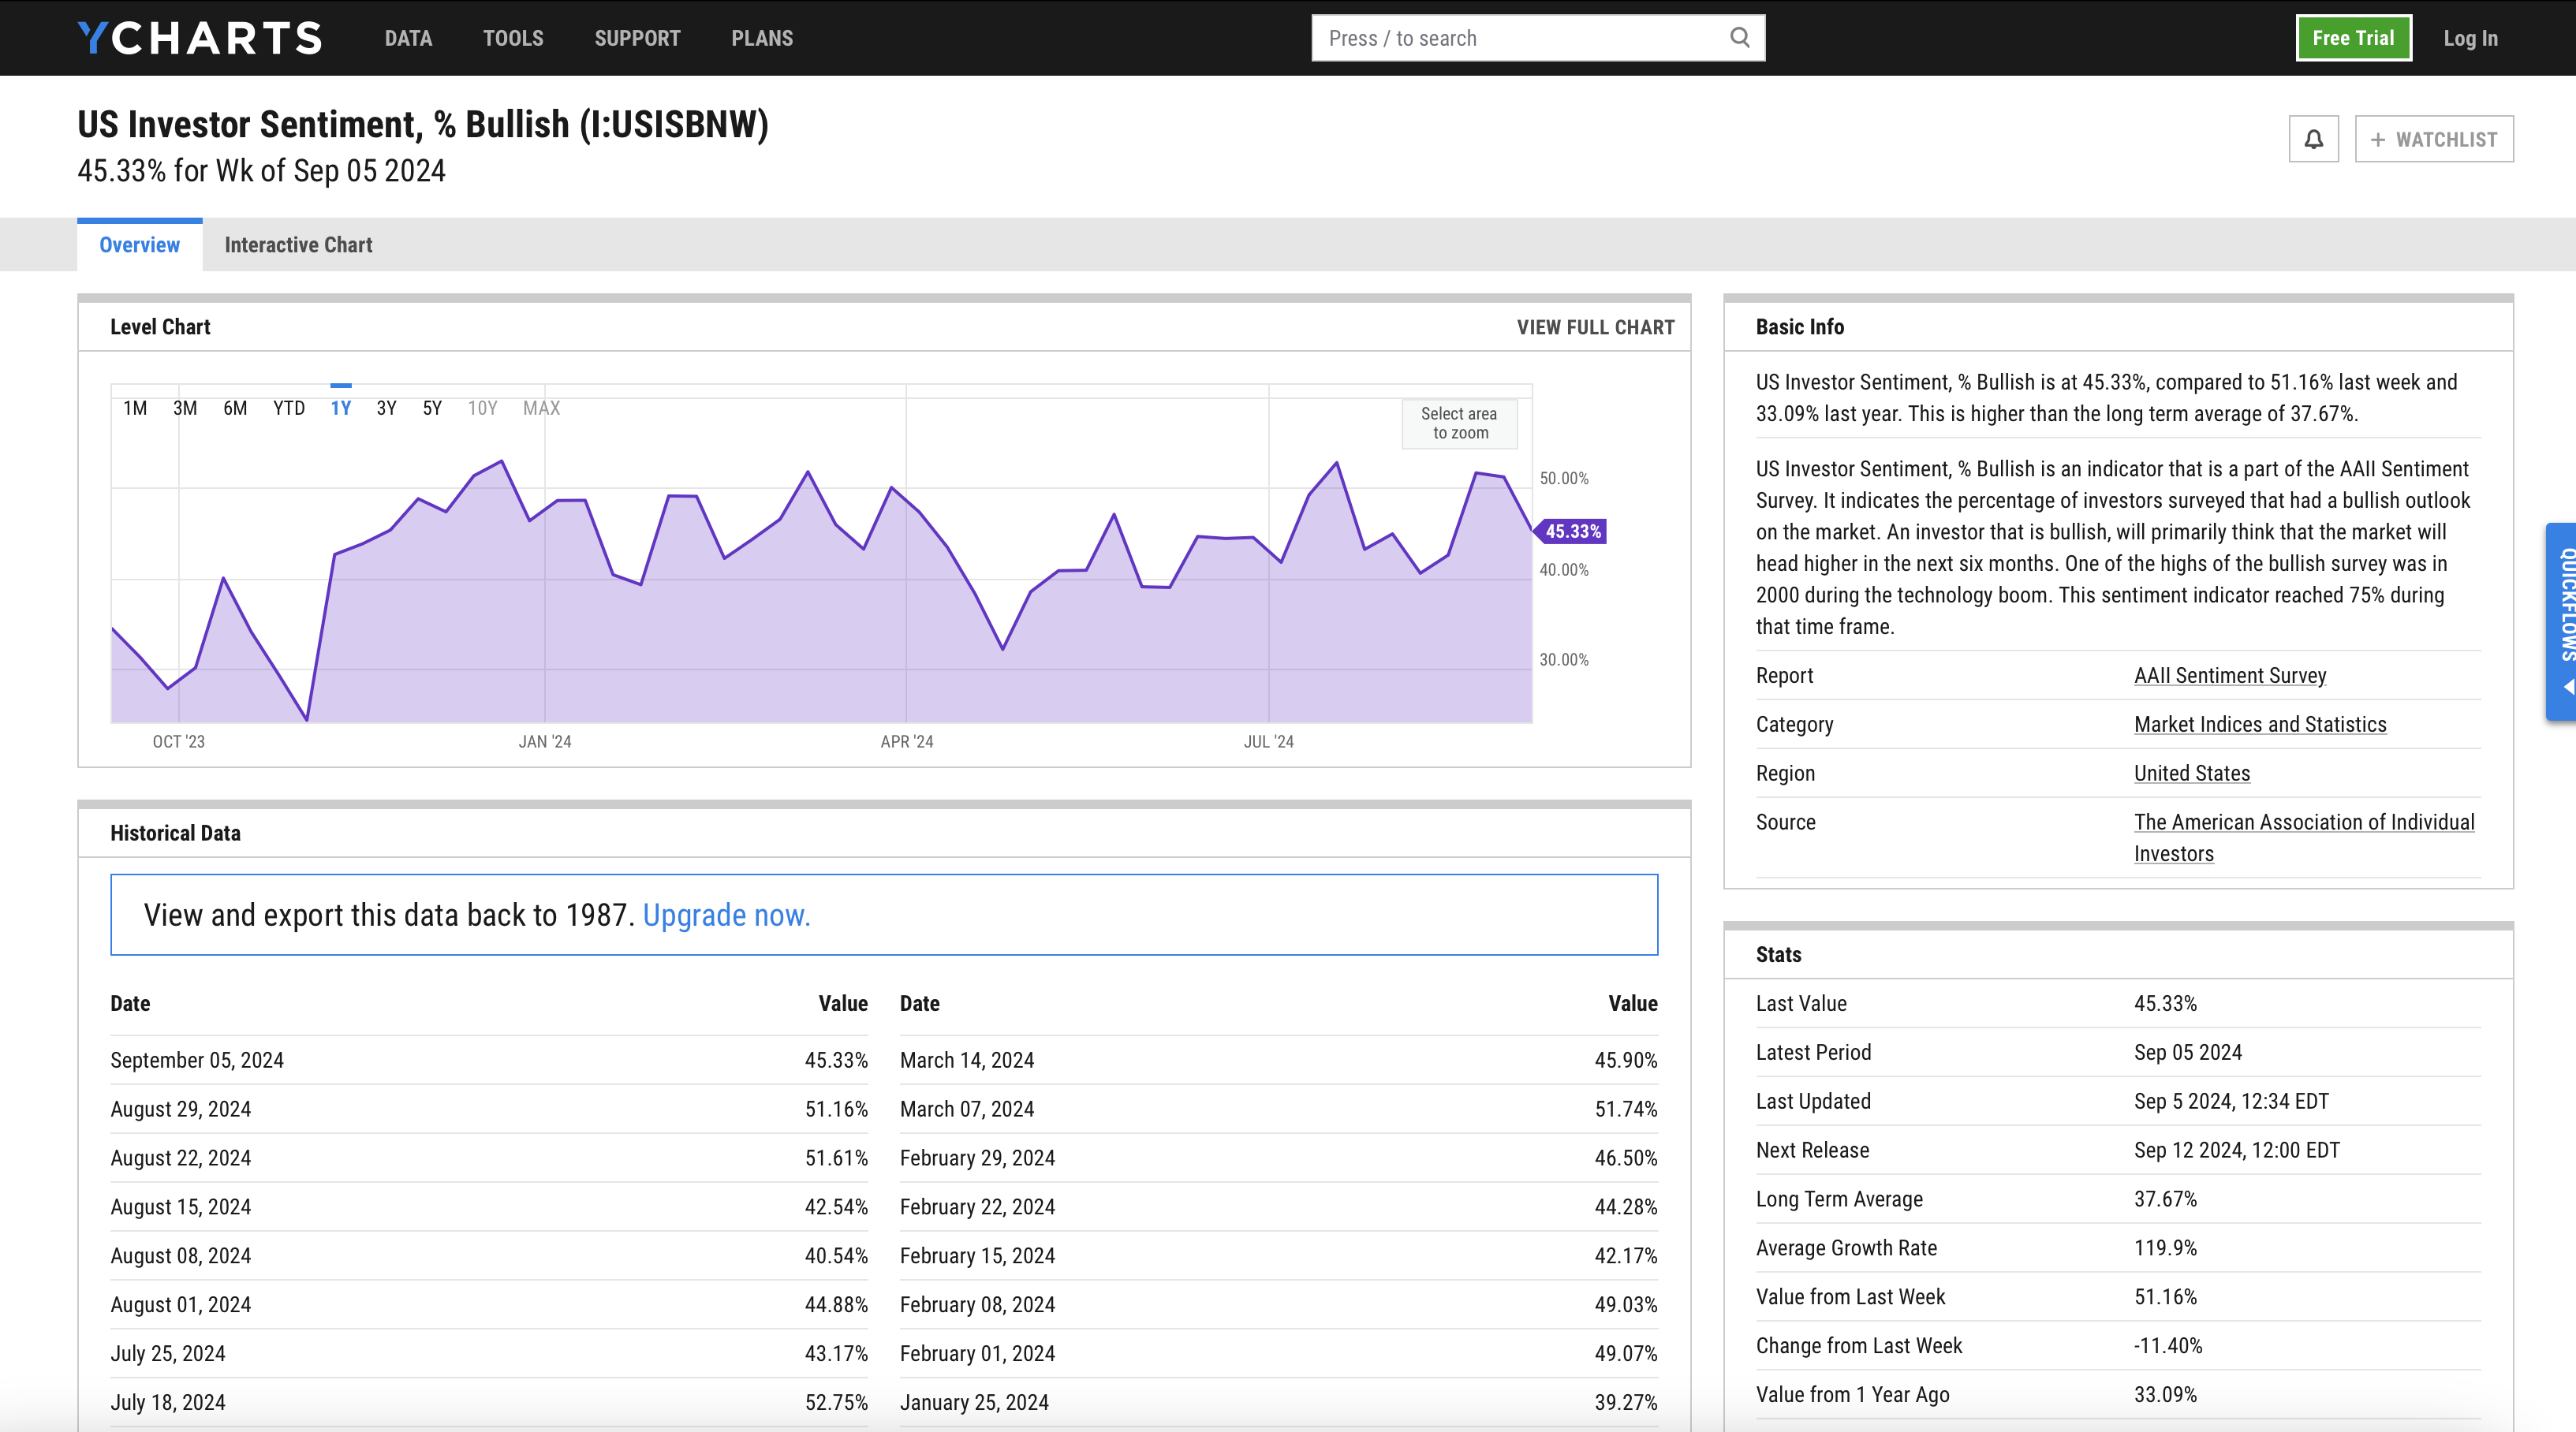 YCHARTS
DATA
TOOLS
SUPPORT
PLANS
Press / to search
Free Trial
Log In
US Investor Sentiment, % Bullish (I:USISBNW)
45.33% for Wk of Sep 05 2024
+ WATCHLIST
Overview
Interactive Chart
Level Chart
VIEW FULL CHART
1M 3M 6M YTD 1Y 3Y 5Y 10Y MAX
Select area
to zoom
50.00%
45.33%
40.00%
30.00%
OCT '23
JAN '24
APR '24
JUL '24
Historical Data
View and export this data back to 1987. Upgrade now.
Date Value Date Value
September 05, 2024 45.33% March 14, 2024 45.90%
August 29, 2024 51.16% March 07, 2024 51.74%
August 22, 2024 51.61% February 29, 2024 46.50%
August 15, 2024 42.54% February 22, 2024 44.28%
August 08, 2024 40.54% February 15, 2024 42.17%
August 01, 2024 44.88% February 08, 2024 49.03%
July 25, 2024 43.17% February 01, 2024 49.07%
July 18, 2024 52.75% January 25, 2024 39.27%
Basic Info
US Investor Sentiment, % Bullish is at 45.33%, compared to 51.16% last week and
33.09% last year. This is higher than the long term average of 37.67%.
US Investor Sentiment, % Bullish is an indicator that is a part of the AAII Sentiment
Survey. It indicates the percentage of investors surveyed that had a bullish outlook
on the market. An investor that is bullish, will primarily think that the market will
head higher in the next six months. One of the highs of the bullish survey was in
2000 during the technology boom. This sentiment indicator reached 75% during
that time frame.
Report AAII Sentiment Survey
Category Market Indices and Statistics
Region United States
Source The American Association of Individual
Investors
Stats
Last Value 45.33%
Latest Period Sep 05 2024
Last Updated Sep 5 2024, 12:34 EDT
Next Release Sep 12 2024, 12:00 EDT
Long Term Average 37.67%
Average Growth Rate 119.9%
Value from Last Week 51.16%
Change from Last Week -11.40%
Value from 1 Year Ago 33.09%
QUICKFLOWS